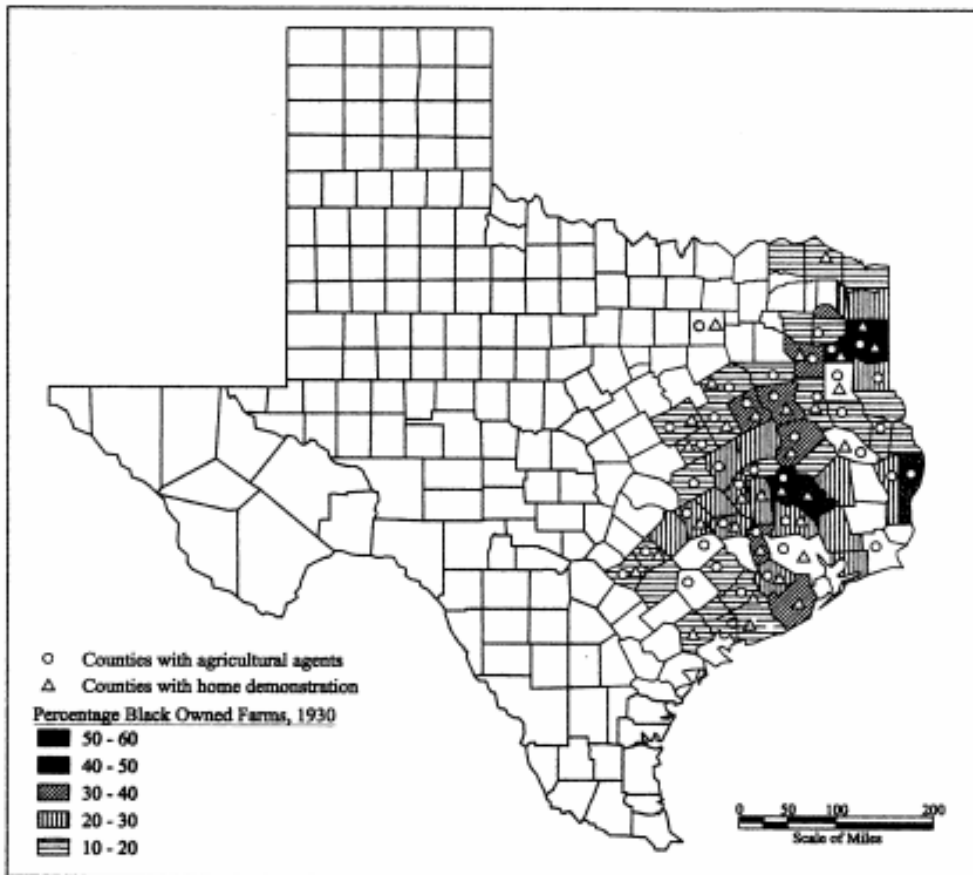 Counties with agricultural agents
Counties with home demonstration
Percentage Black Owned Farms, 1930
50 - 60
40 - 50
30 - 40
20 - 30
10 - 20
0 50 100 200
Scale of Miles